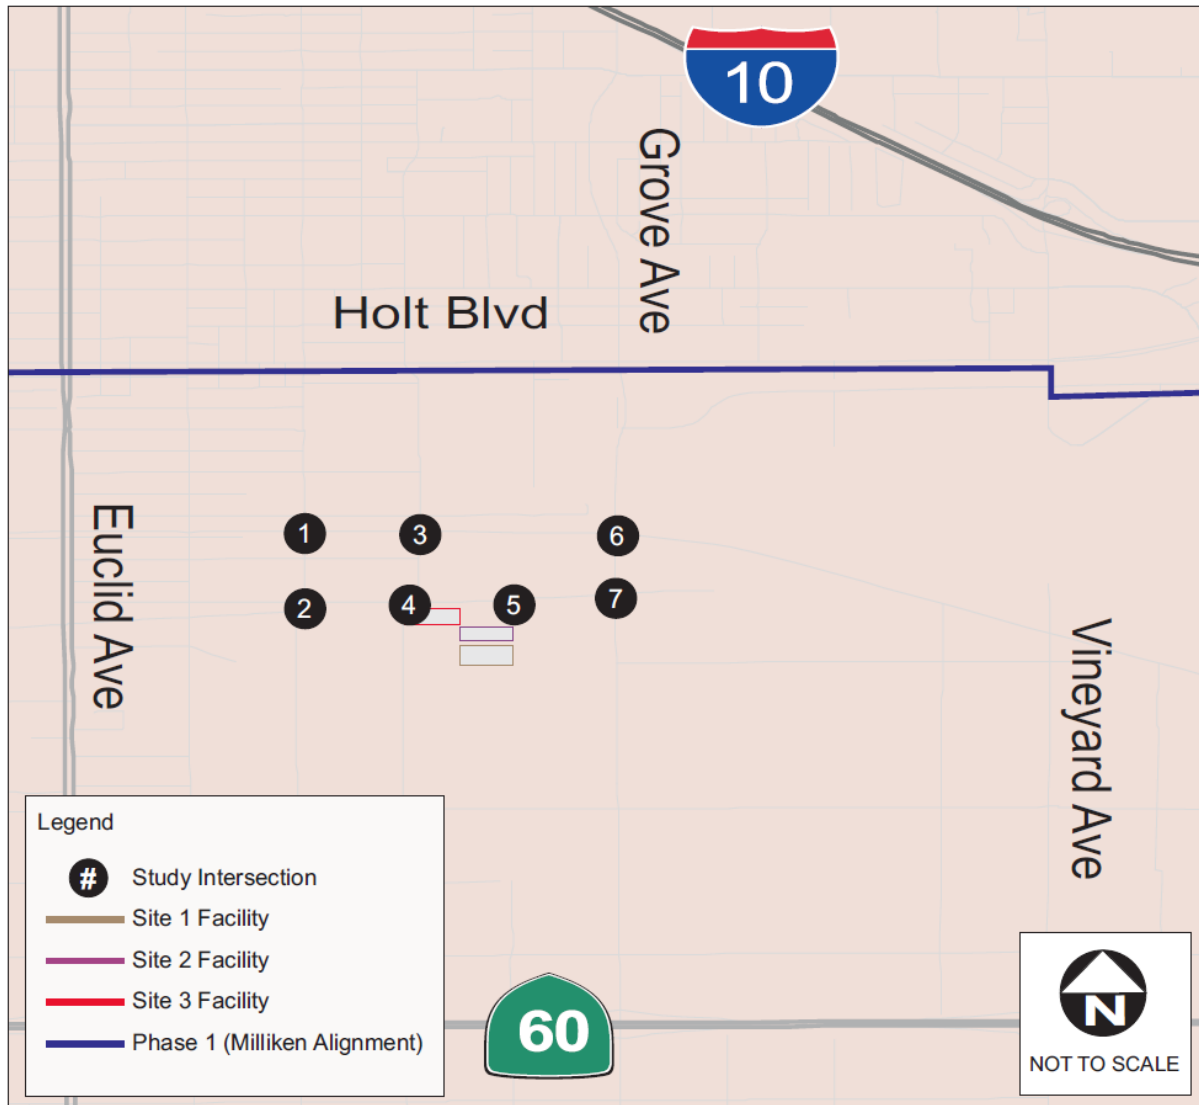 10
Grove Ave
Holt Blvd
Euclid Ave
1
3
6
2
4
5
7
Vineyard Ave
Legend
# Study Intersection
Site 1 Facility
Site 2 Facility
Site 3 Facility
Phase 1 (Milliken Alignment)
60
N
NOT TO SCALE